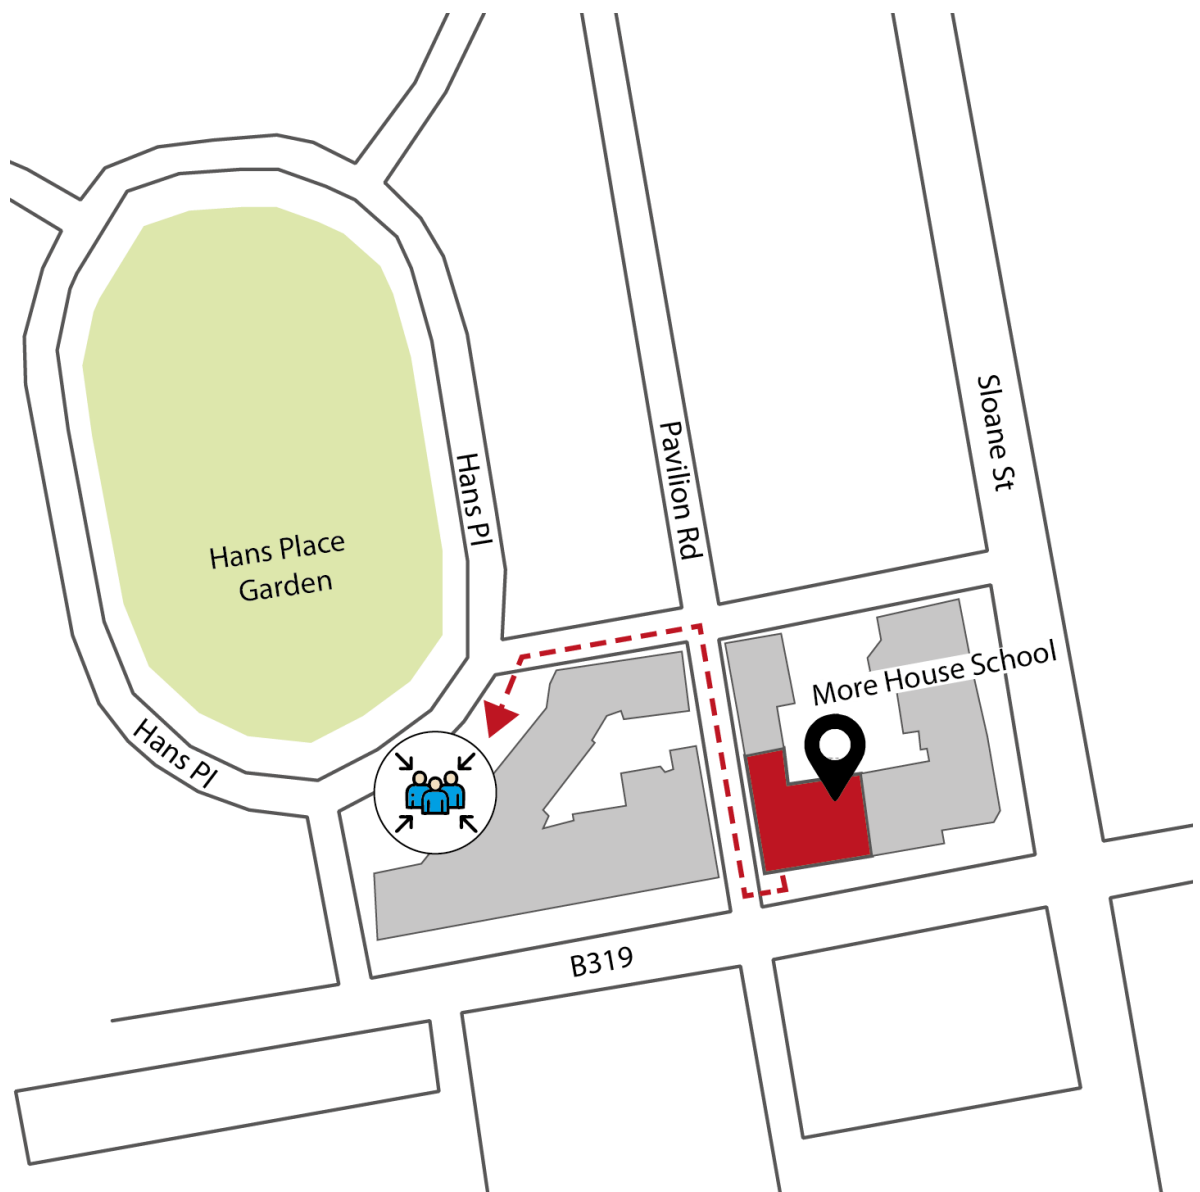 Sloane St
Pavilion Rd
Hans Pl
Hans Place
Garden
More House School
Hans Pl
B319